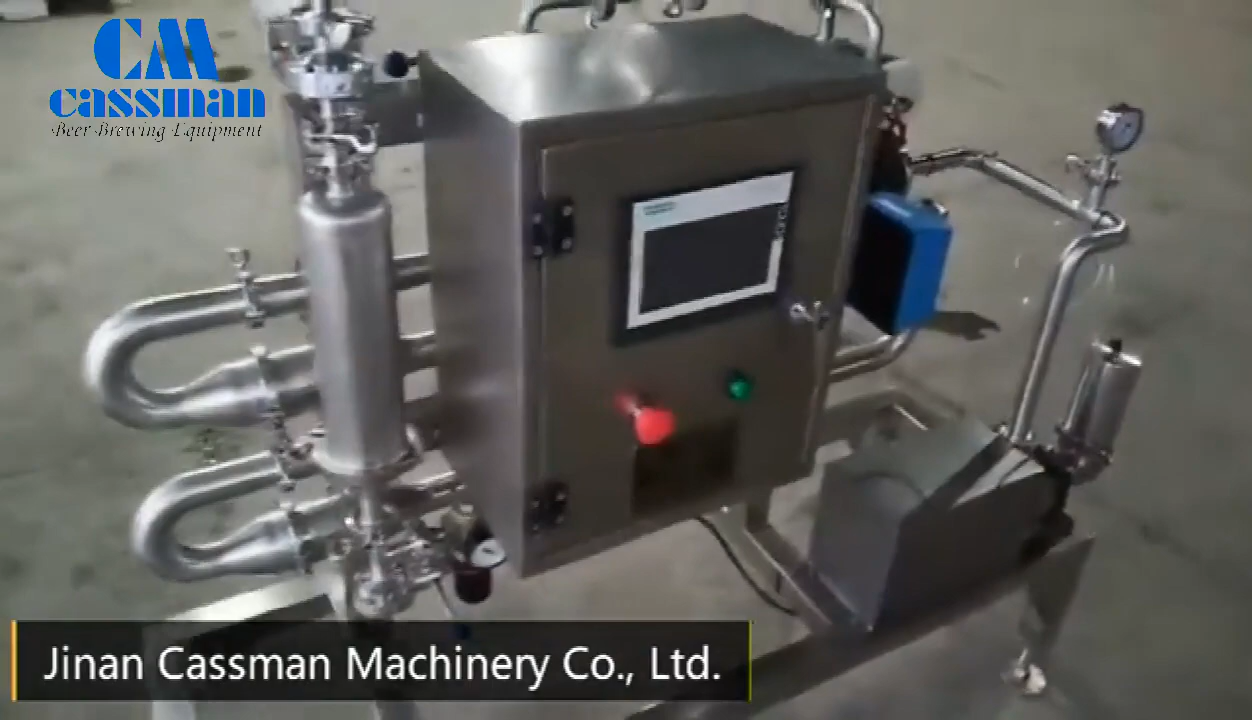 CM
cassman
Beer Brewing Equipment
Jinan Cassman Machinery Co., Ltd.